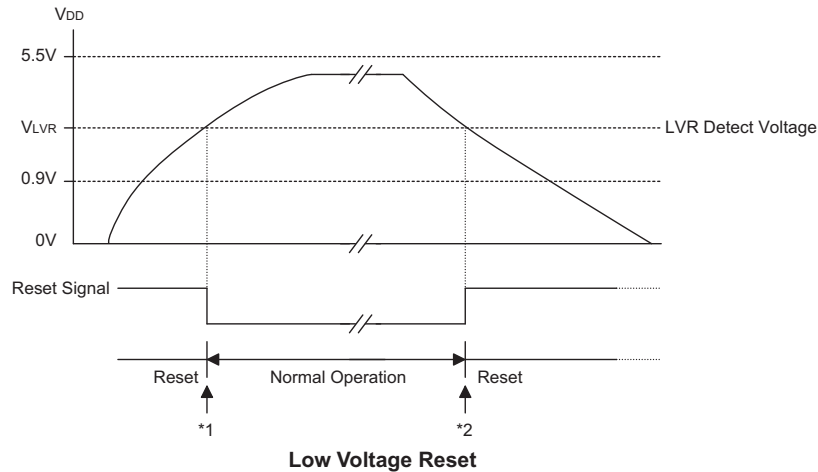 VDD
5.5V
VLVR
LVR Detect Voltage
0.9V
0V
Reset Signal
Reset
Normal Operation
Reset
*1
*2
Low Voltage Reset